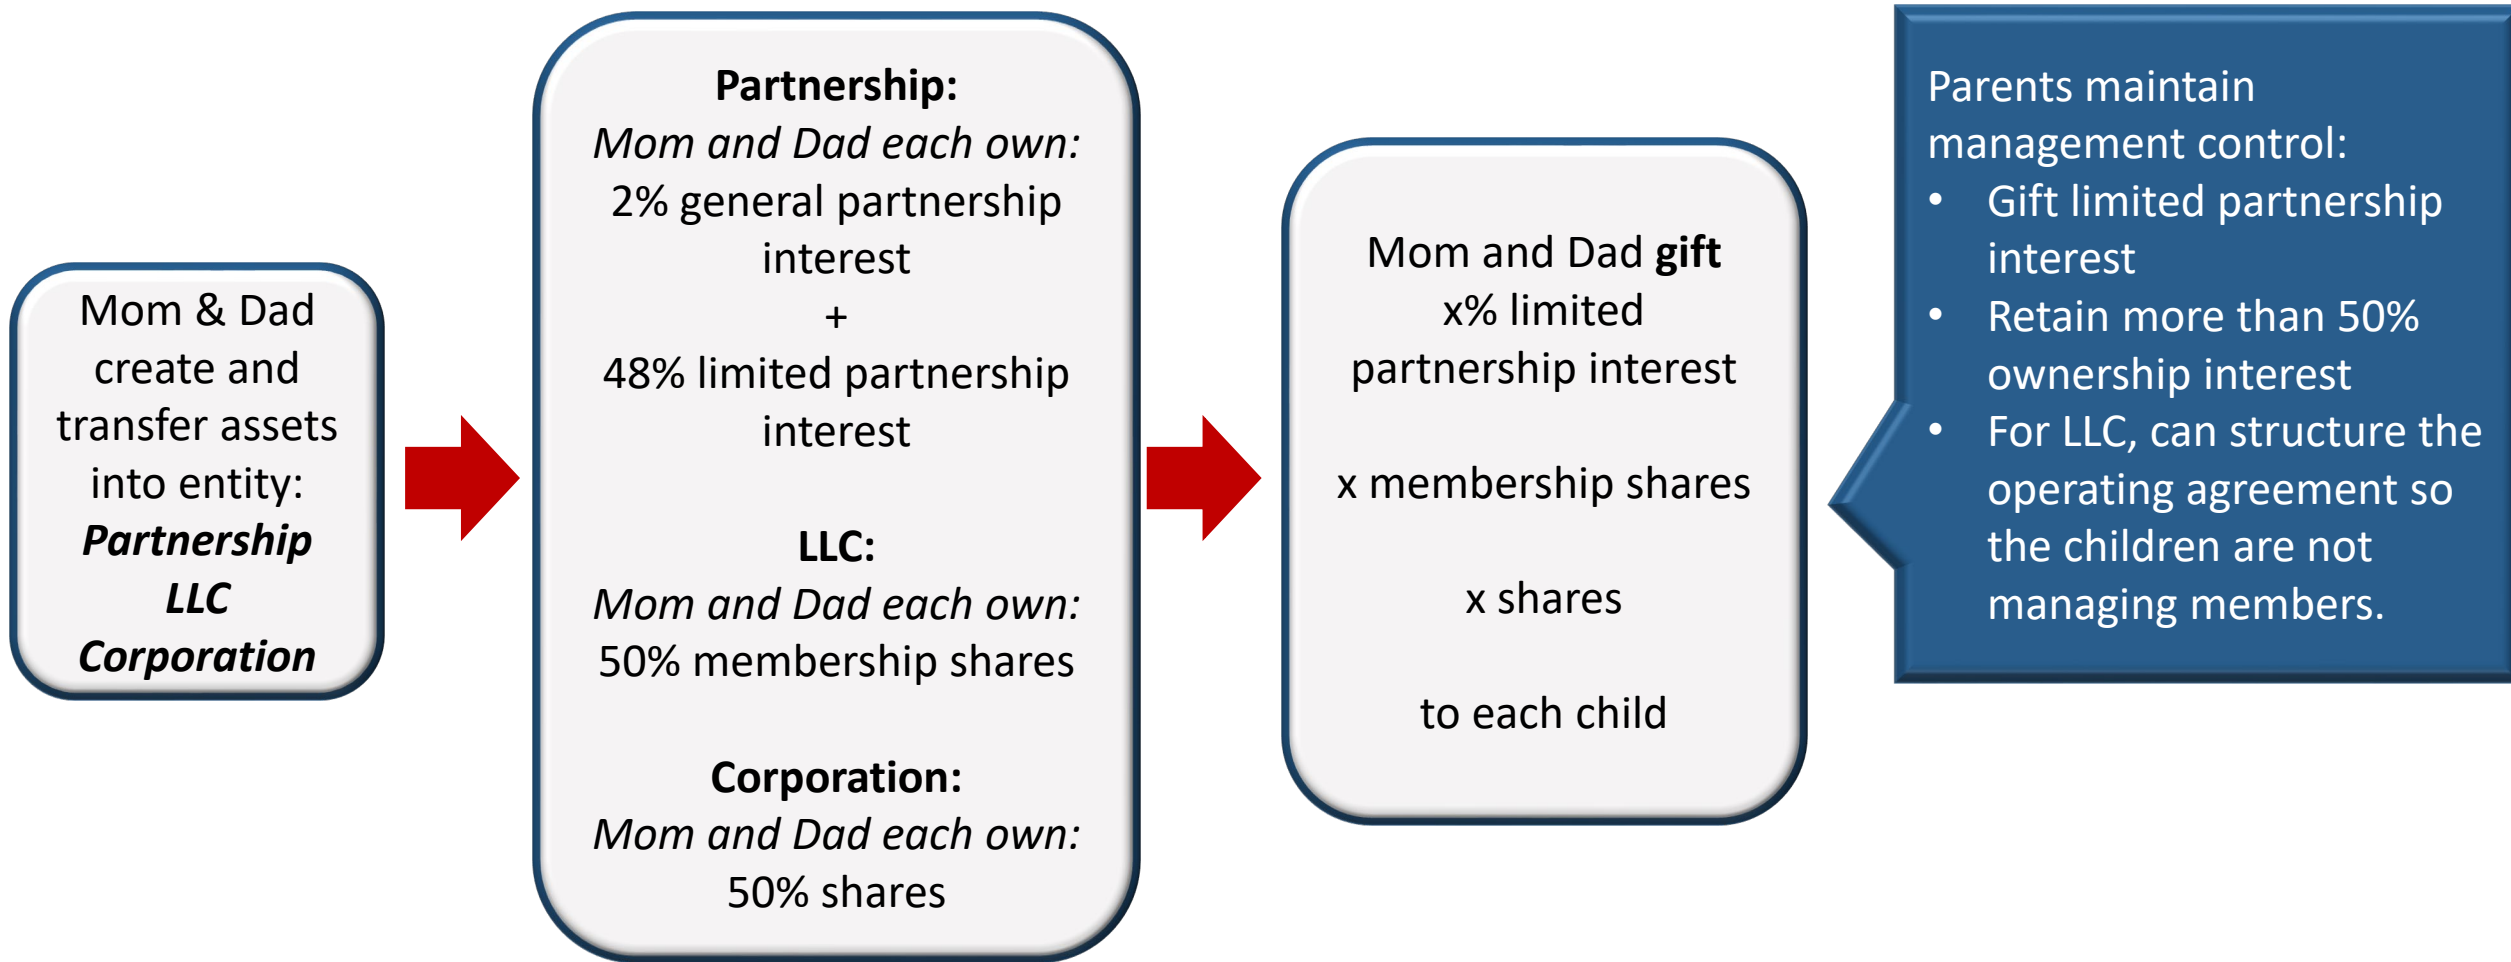 Mom & Dad
create and
transfer assets
into entity:
Partnership
LLC
Corporation
Partnership:
Mom and Dad each own:
2% general partnership
interest
+
48% limited partnership
interest
LLC:
Mom and Dad each own:
50% membership shares
Corporation:
Mom and Dad each own:
50% shares
Mom and Dad gift
x% limited
partnership interest
x membership shares
x shares
to each child
Parents maintain
management control:
• Gift limited partnership
interest
• Retain more than 50%
ownership interest
• For LLC, can structure the
operating agreement so
the children are not
managing members.